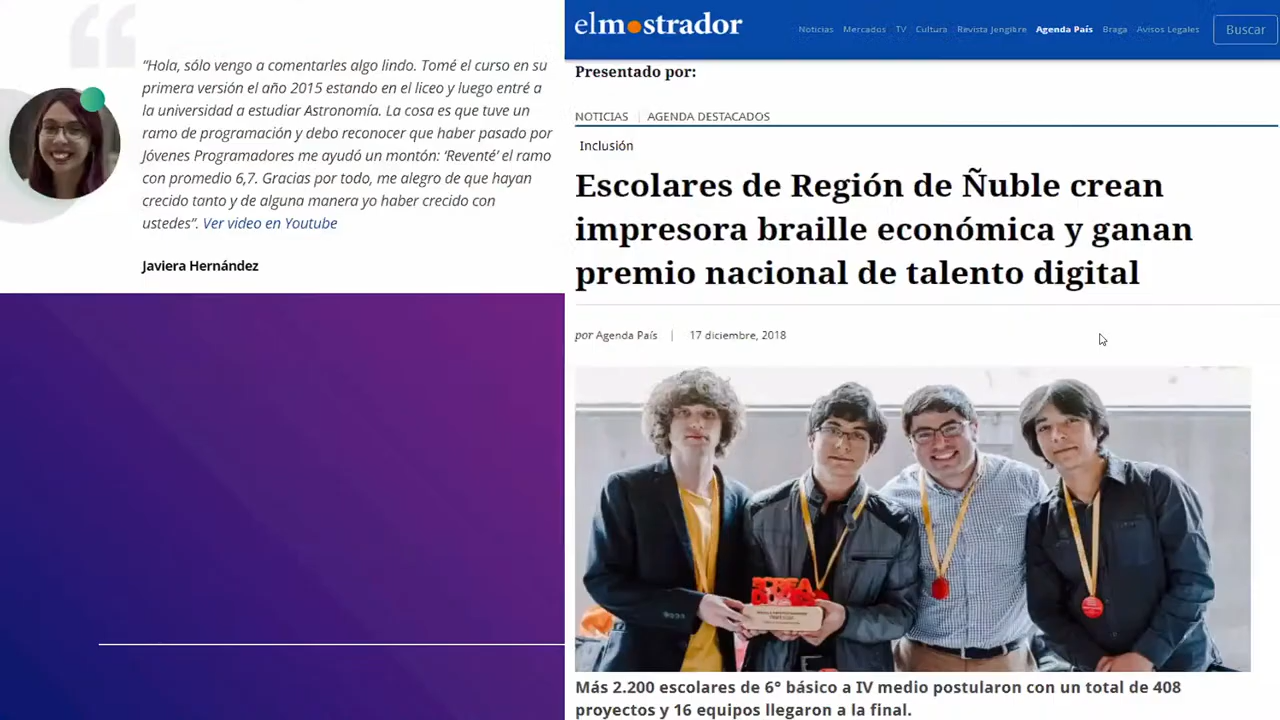 “Hola, sólo vengo a comentarles algo lindo. Tomé el curso en su
primera versión el año 2015 estando en el liceo y luego entré a
la universidad a estudiar Astronomía. La cosa es que tuve un
ramo de programación y debo reconocer que haber pasado por
Jóvenes Programadores me ayudó un montón: ‘Reventé’ el ramo
con promedio 6,7. Gracias por todo, me alegro de que hayan
crecido tanto y de alguna manera yo haber crecido con
ustedes”. Ver video en Youtube
Javiera Hernández
elmostrador
Noticias Mercados TV Cultura Revista Jengibre Agenda País Braga Avisos Legales Buscar
Presentado por:
NOTICIAS | AGENDA DESTACADOS
Inclusión
Escolares de Región de Ñuble crean
impresora braille económica y ganan
premio nacional de talento digital
por Agenda País | 17 diciembre, 2018
Más 2.200 escolares de 6° básico a IV medio postularon con un total de 408
proyectos y 16 equipos llegaron a la final.